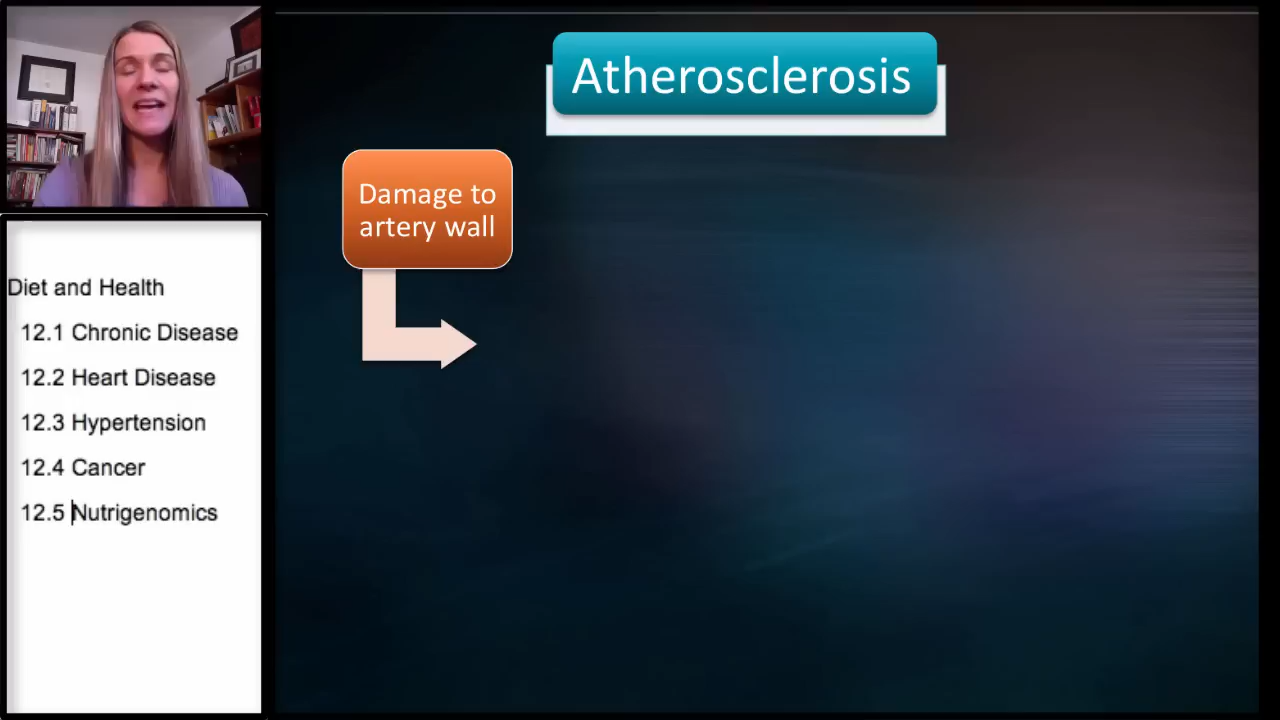 Atherosclerosis
Damage to
artery wall
Diet and Health
12.1 Chronic Disease
12.2 Heart Disease
12.3 Hypertension
12.4 Cancer
12.5 Nutrigenomics